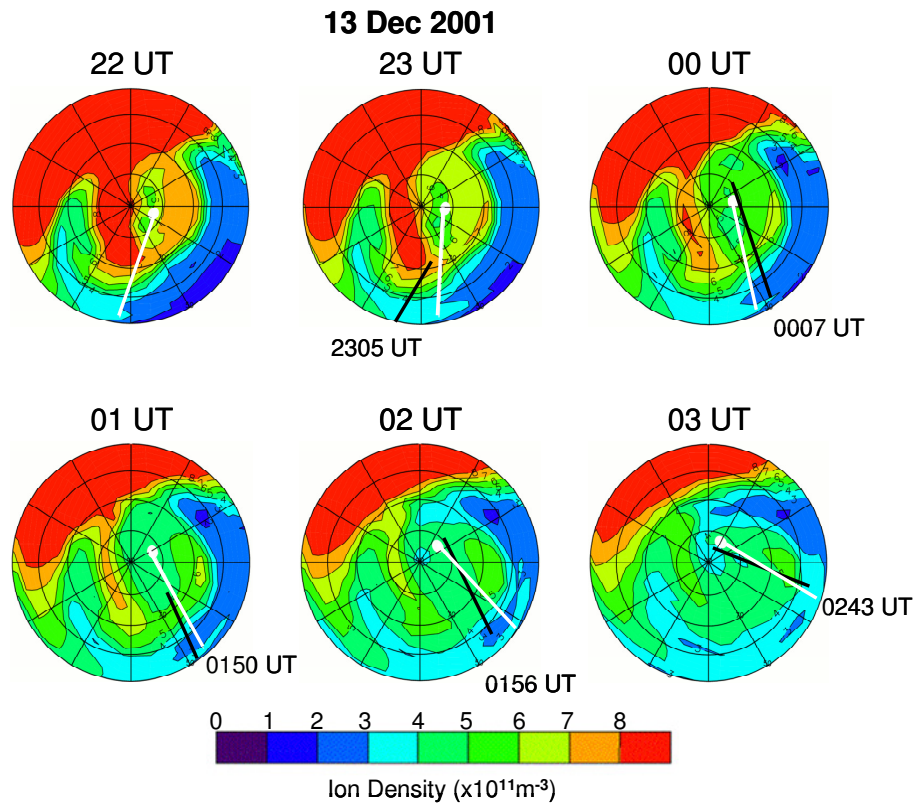 13 Dec 2001
22 UT 23 UT 00 UT
2305 UT
0007 UT
01 UT 02 UT 03 UT
0150 UT
0156 UT
0243 UT
0 1 2 3 4 5 6 7 8
Ion Density (x10¹¹m⁻³)